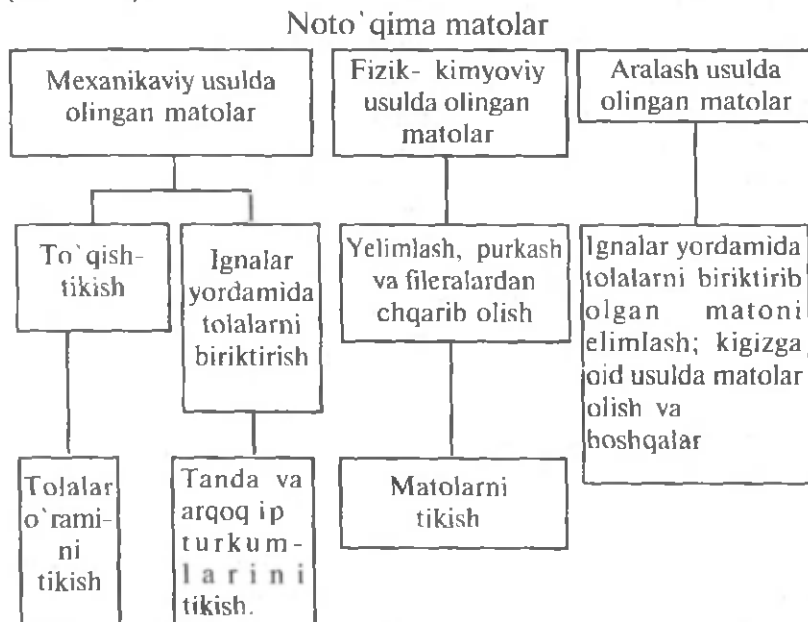 Noto`qima matolar
Mexanikaviy usulda
olingan matolar
Fizik- kimyoviy
usulda olingan
matolar
Aralash usulda
olingan matolar
To`qish-
tikish
Ignalar
yordamida
tolalarni
biriktirish
Yelimlash, purkash
va fileralardan
chqarib olish
Ignalar yordamida
tolalarni biriktirib
olgan matoni
elimlash; kigizga
oid usulda matolar
olish va
boshqalar
Tolalar
o`rami-
ni
tikish
Tanda va
arqoq ip
turkum-
larini
tikish.
Matolarni
tikish